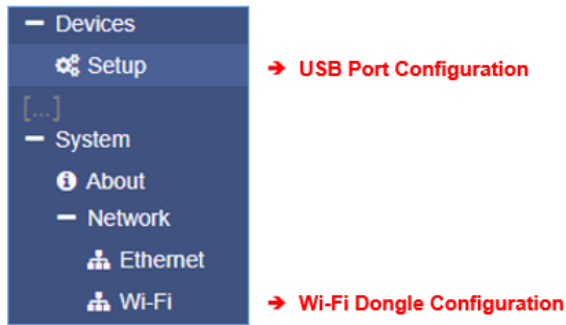 Devices
Setup ➔ USB Port Configuration
[...]
System
About
Network
Ethernet
Wi-Fi ➔ Wi-Fi Dongle Configuration